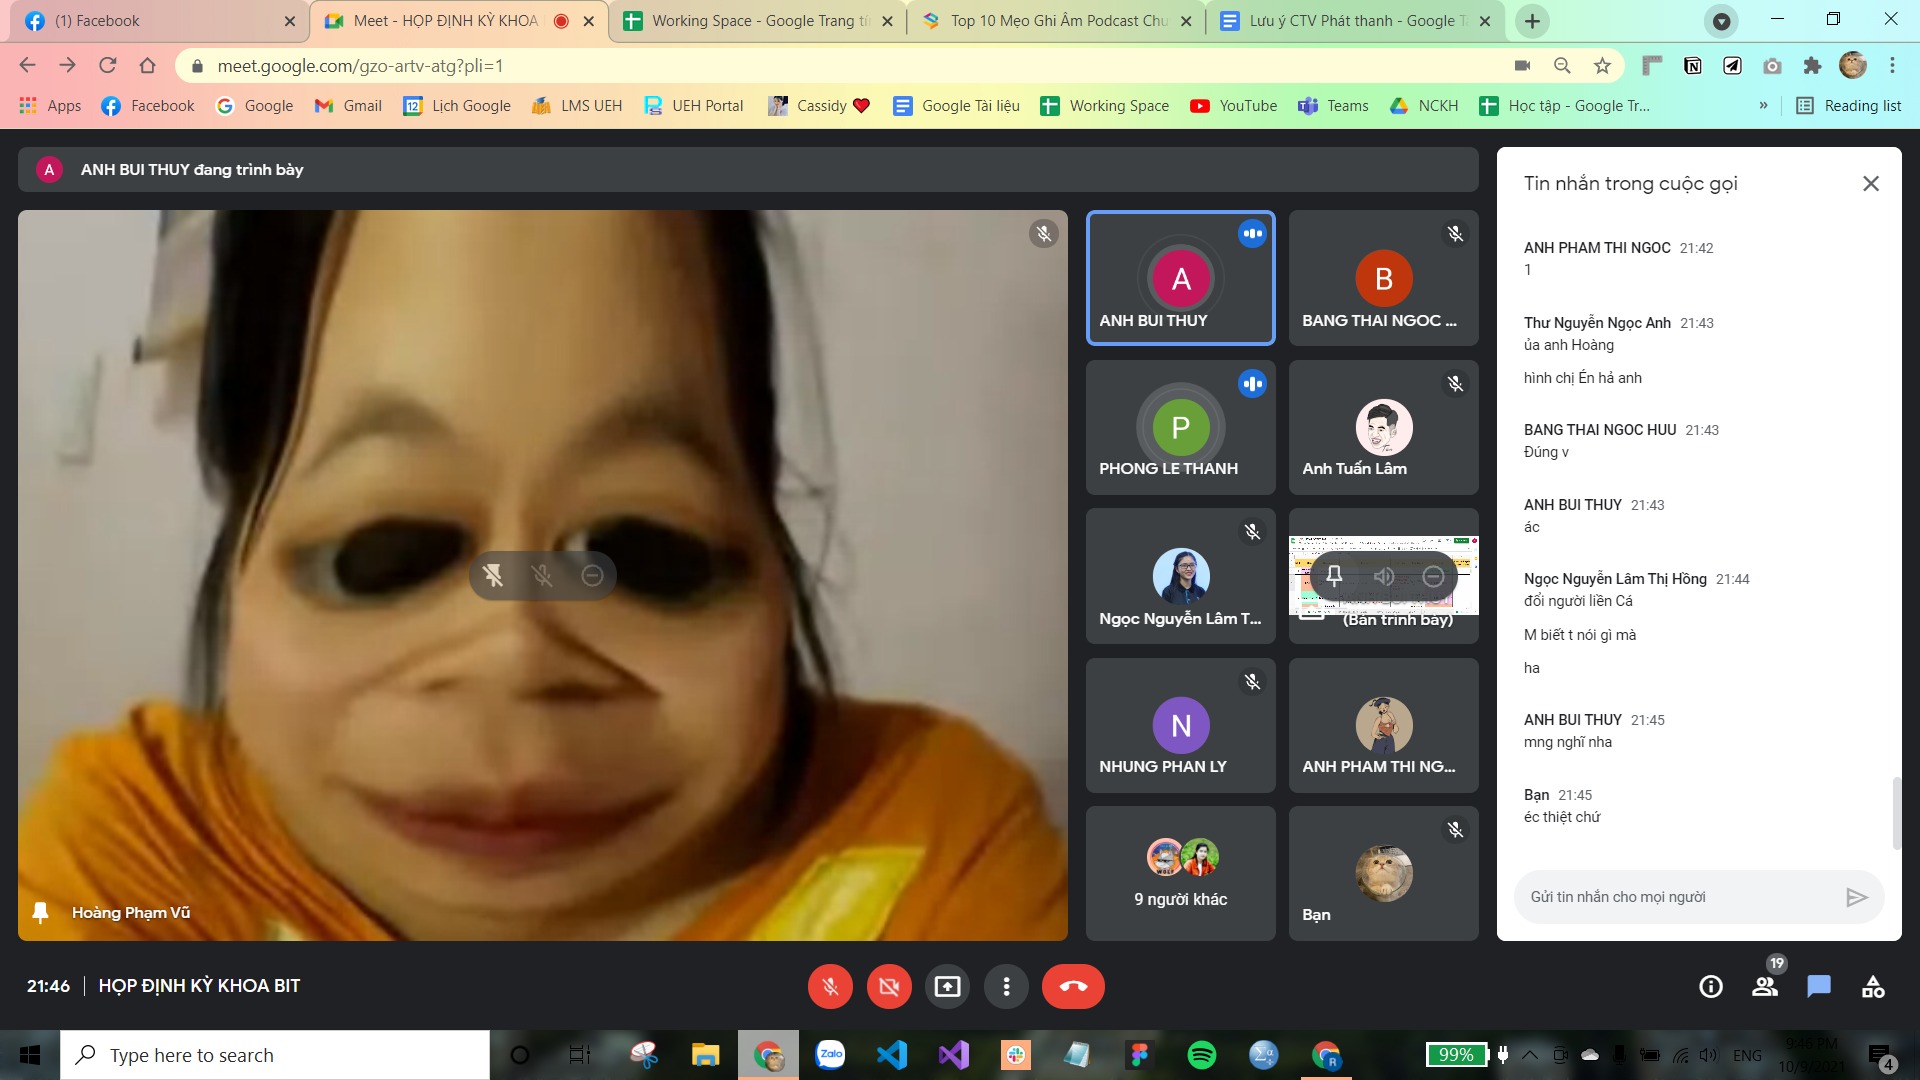 (1) Facebook
Meet - HỌP ĐỊNH KỲ KHOA
Working Space - Google Trang tí
Top 10 Mẹo Ghi Âm Podcast Chu
Lưu ý CTV Phát thanh - Google T
meet.google.com/gzo-artv-atg?pli=1
Apps
Facebook
Google
Gmail
Lịch Google
LMS UEH
UEH Portal
Cassidy
Google Tài liệu
Working Space
YouTube
Teams
NCKH
Học tập - Google Tr...
»
Reading list
A
ANH BUI THUY đang trình bày
Hoàng Phạm Vũ
A
ANH BUI THUY
B
BANG THAI NGOC ...
P
PHONG LE THANH
Anh Tuấn Lâm
Ngọc Nguyễn Lâm T...
(Bản trình bày)
N
NHUNG PHAN LY
ANH PHAM THI NG...
9 người khác
Bạn
Tin nhắn trong cuộc gọi
ANH PHAM THI NGOC 21:42
1
Thư Nguyễn Ngọc Anh 21:43
ủa anh Hoàng
hình chị Én hả anh
BANG THAI NGOC HUU 21:43
Đúng v
ANH BUI THUY 21:43
ác
Ngọc Nguyễn Lâm Thị Hồng 21:44
đổi người liền Cá
M biết t nói gì mà
ha
ANH BUI THUY 21:45
mng nghĩ nha
Bạn 21:45
éc thiệt chứ
Gửi tin nhắn cho mọi người
21:46
HỌP ĐỊNH KỲ KHOA BIT
19
Type here to search
Zalo
99%
ENG
9:46 PM
10/9/2021
4